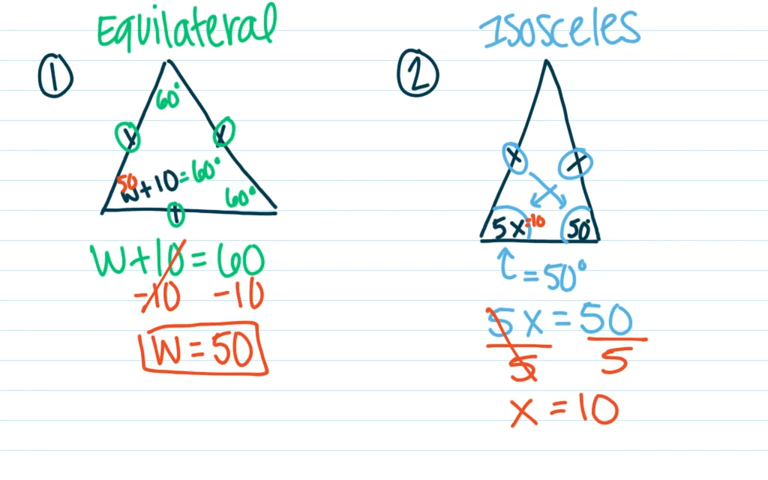 Equilateral
1
60°
50
w+10=60°
60°
W+10=60
-10 -10
W=50
Isosceles
2
5x=10
50°
=50°
5x=50
5 5
x=10